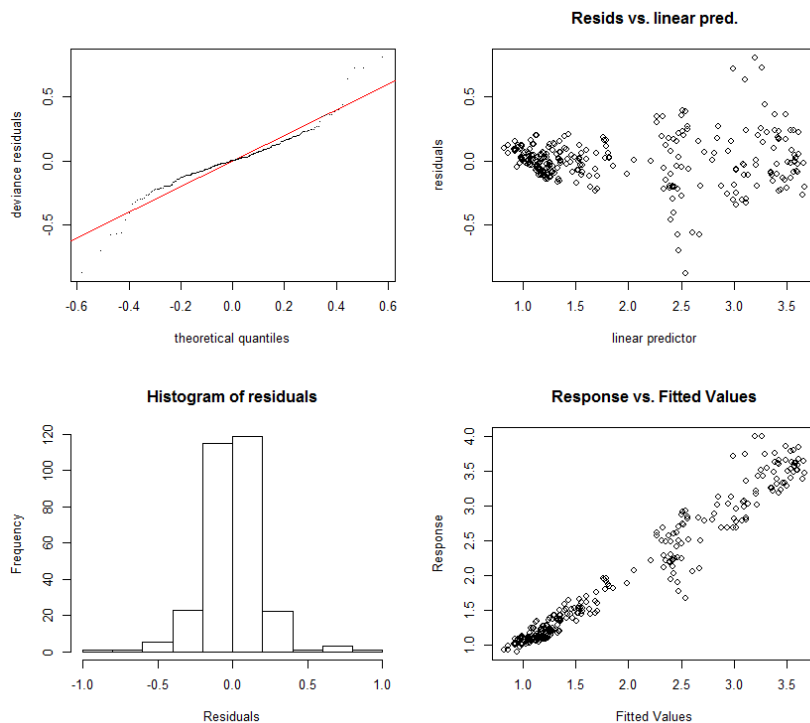 deviance residuals
0.5
0.0
-0.5
-0.6 -0.4 -0.2 0.0 0.2 0.4 0.6
theoretical quantiles
Resids vs. linear pred.
residuals
0.5
0.0
-0.5
1.0 1.5 2.0 2.5 3.0 3.5
linear predictor
Histogram of residuals
Frequency
120
100
80
60
40
20
0
-1.0 -0.5 0.0 0.5 1.0
Residuals
Response vs. Fitted Values
Response
4.0
3.5
3.0
2.5
2.0
1.5
1.0
1.0 1.5 2.0 2.5 3.0 3.5
Fitted Values